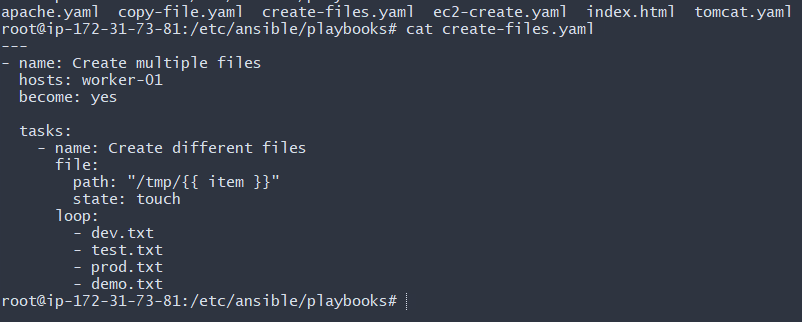 apache.yaml  copy-file.yaml  create-files.yaml  ec2-create.yaml  index.html  tomcat.yaml
root@ip-172-31-73-81:/etc/ansible/playbooks# cat create-files.yaml
---
- name: Create multiple files
  hosts: worker-01
  become: yes

  tasks:
    - name: Create different files
      file:
        path: "/tmp/{{ item }}"
        state: touch
      loop:
        - dev.txt
        - test.txt
        - prod.txt
        - demo.txt
root@ip-172-31-73-81:/etc/ansible/playbooks#